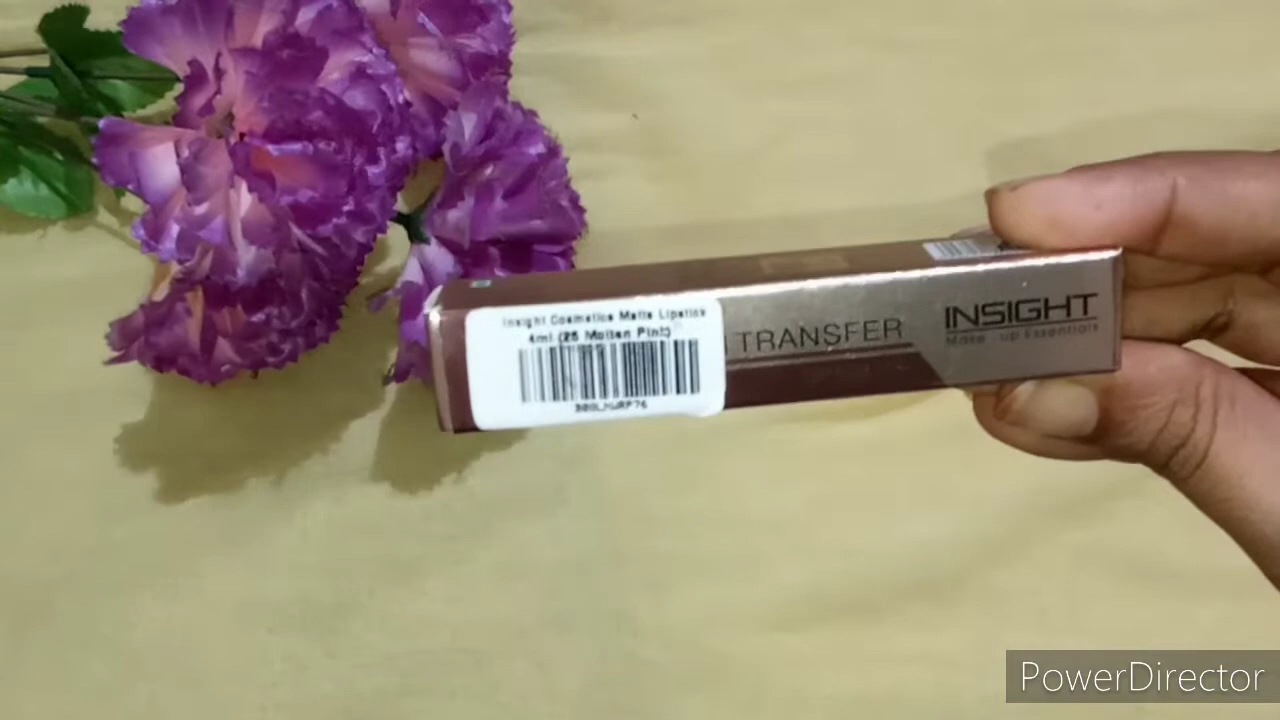 Insight Cosmetics Matte Lipstick
4ml (25 Molten Pink)
TRANSFER
INSIGHT
Make-up Essentials
PowerDirector